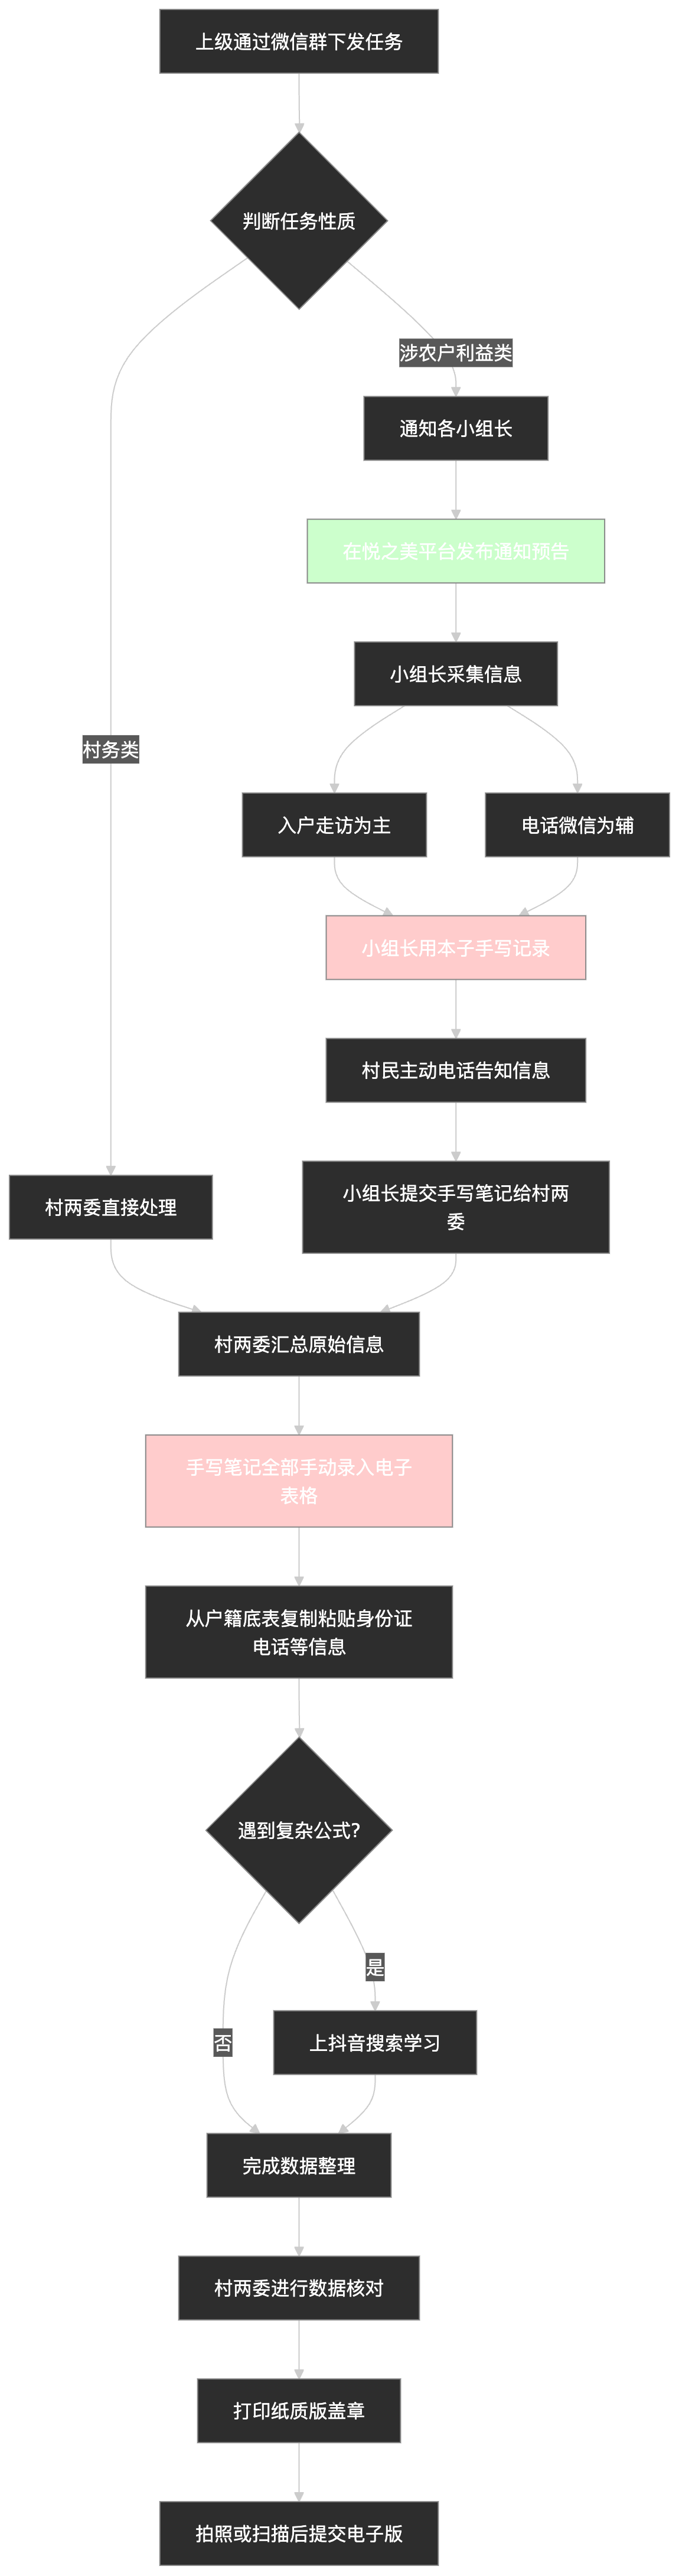 上级通过微信群下发任务
判断任务性质
涉农户利益类
通知各小组长
在悦之美平台发布通知预告
小组长采集信息
村务类
入户走访为主
电话微信为辅
小组长用本子手写记录
村民主动电话告知信息
村两委直接处理
小组长提交手写笔记给村两
委
村两委汇总原始信息
手写笔记全部手动录入电子
表格
从户籍底表复制粘贴身份证
电话等信息
遇到复杂公式?
是
否
上抖音搜索学习
完成数据整理
村两委进行数据核对
打印纸质版盖章
拍照或扫描后提交电子版